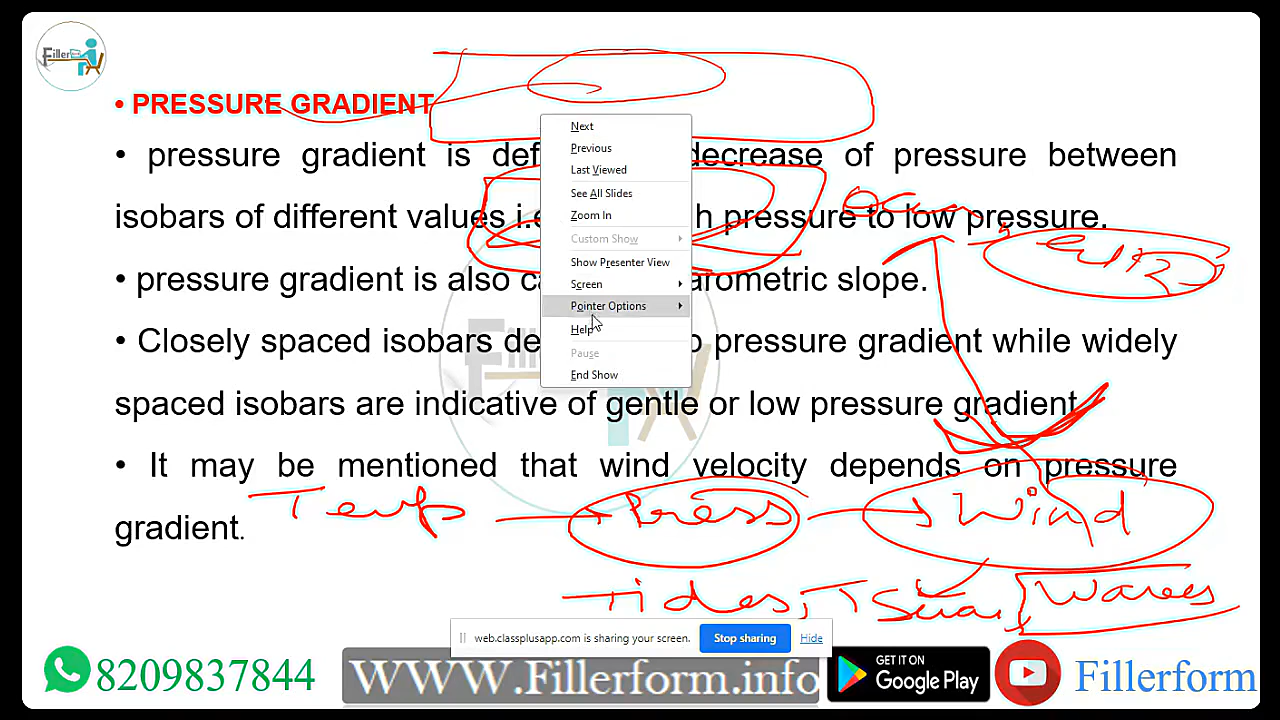 Filler
• PRESSURE GRADIENT
• pressure gradient is def decrease of pressure between
isobars of different values i.e. h pressure to low pressure.
• pressure gradient is also ca arometric slope.
• Closely spaced isobars de p pressure gradient while widely
spaced isobars are indicative of gentle or low pressure gradient.
• It may be mentioned that wind velocity depends on pressure
gradient.
Next
Previous
Last Viewed
See All Slides
Zoom In
Custom Show
Show Presenter View
Screen
Pointer Options
Help
Pause
End Show
Temp → Press → Wind
Tides, Waves
web.classplusapp.com is sharing your screen. Stop sharing Hide
8209837844
WWW.Fillerform.info
GET IT ON
Google Play
Fillerform